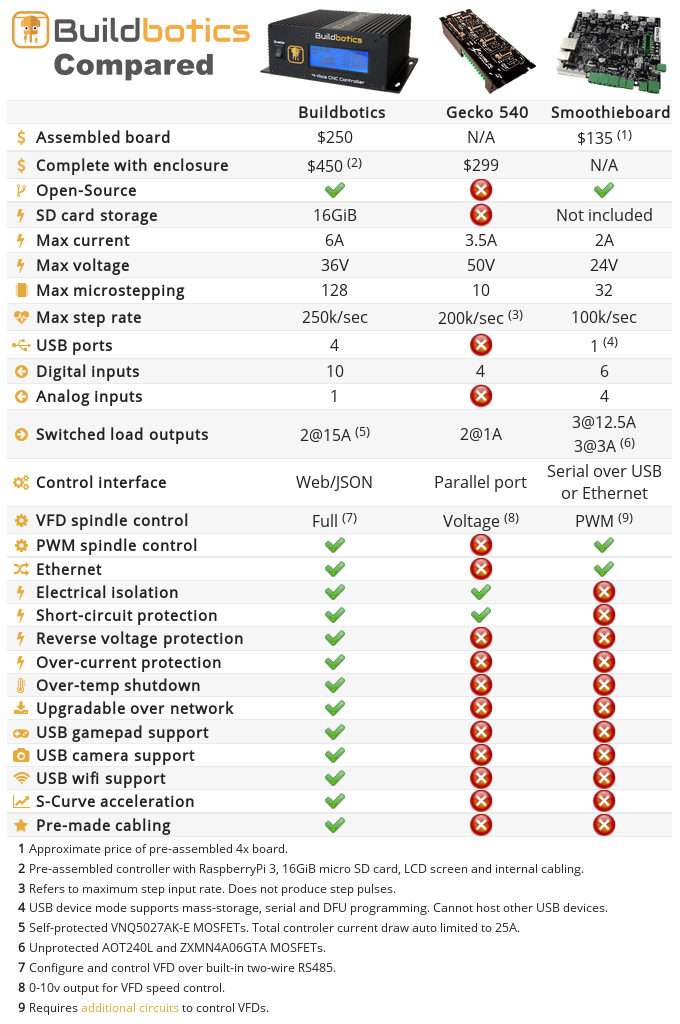 Buildbotics
Compared
Buildbotics
4-Axis CNC Controller
Buildbotics Gecko 540 Smoothieboard
$ Assembled board $250 N/A $135 (1)
$ Complete with enclosure $450 (2) $299 N/A
Open-Source
SD card storage 16GiB Not included
Max current 6A 3.5A 2A
Max voltage 36V 50V 24V
Max microstepping 128 10 32
Max step rate 250k/sec 200k/sec (3) 100k/sec
USB ports 4 1 (4)
Digital inputs 10 4 6
Analog inputs 1 4
Switched load outputs 2@15A (5) 2@1A 3@12.5A
3@3A (6)
Control interface Web/JSON Parallel port Serial over USB
or Ethernet
VFD spindle control Full (7) Voltage (8) PWM (9)
PWM spindle control
Ethernet
Electrical isolation
Short-circuit protection
Reverse voltage protection
Over-current protection
Over-temp shutdown
Upgradable over network
USB gamepad support
USB camera support
USB wifi support
S-Curve acceleration
Pre-made cabling
1 Approximate price of pre-assembled 4x board.
2 Pre-assembled controller with RaspberryPi 3, 16GiB micro SD card, LCD screen and internal cabling.
3 Refers to maximum step input rate. Does not produce step pulses.
4 USB device mode supports mass-storage, serial and DFU programming. Cannot host other USB devices.
5 Self-protected VNQ5027AK-E MOSFETs. Total controler current draw auto limited to 25A.
6 Unprotected AOT240L and ZXMN4A06GTA MOSFETs.
7 Configure and control VFD over built-in two-wire RS485.
8 0-10v output for VFD speed control.
9 Requires additional circuits to control VFDs.